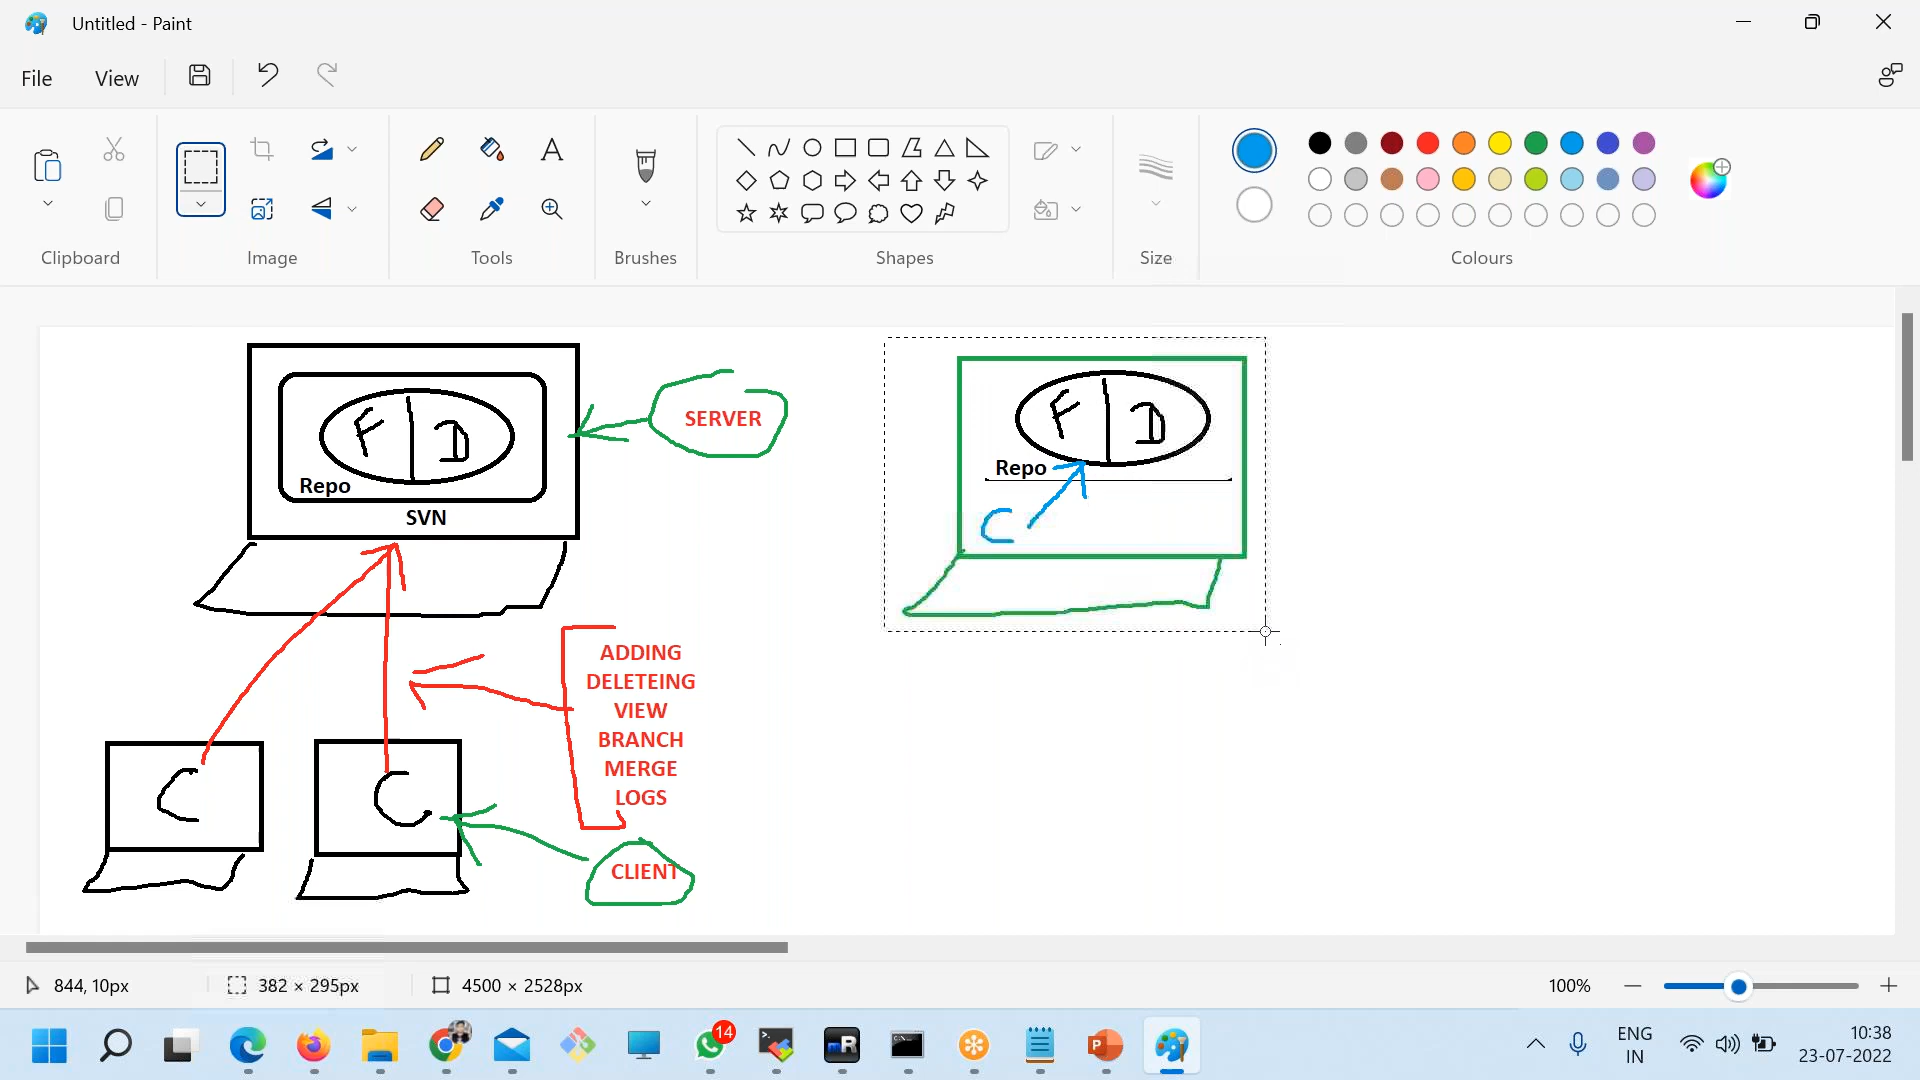 Untitled - Paint
File View
Clipboard
Image
Tools
Brushes
Shapes
Size
Colours
F D
Repo
SVN
SERVER
F D
Repo
C
ADDING
DELETEING
VIEW
BRANCH
MERGE
LOGS
C
C
CLIENT
844, 10px
382 × 295px
4500 × 2528px
100%
14
ENG
IN
10:38
23-07-2022